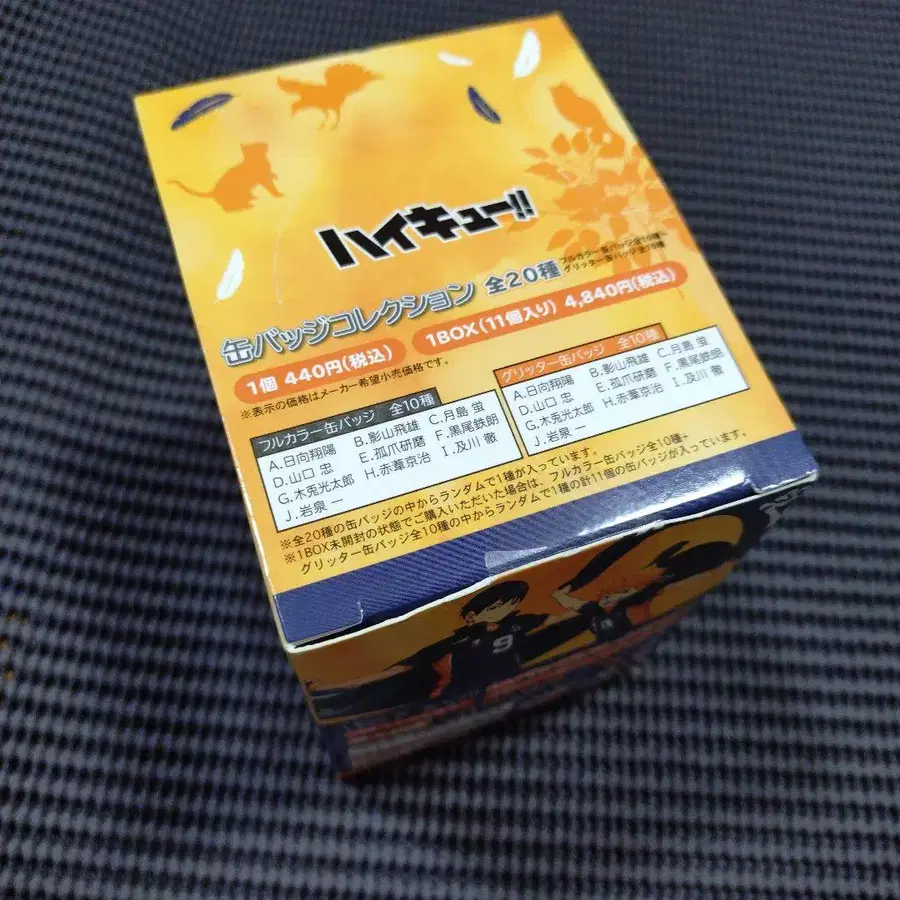 ハイキュー!!
缶バッジコレクション 全20種
フルカラー缶バッジ全10種+
グリッター缶バッジ全10種
1個 440円(税込)
1BOX(11個入り) 4,840円(税込)
※表示の価格はメーカー希望小売価格です。
フルカラー缶バッジ 全10種
A.日向翔陽 B.影山飛雄 C.月島 蛍
D.山口 忠 E.孤爪研磨 F.黒尾鉄朗
G.木兎光太郎 H.赤葦京治 I.及川 徹
J.岩泉 一
グリッター缶バッジ 全10種
A.日向翔陽 B.影山飛雄 C.月島 蛍
D.山口 忠 E.孤爪研磨 F.黒尾鉄朗
G.木兎光太郎 H.赤葦京治 I.及川 徹
J.岩泉 一
※全20種の缶バッジの中からランダムで1種が入っています。
※1BOX未開封の状態でご購入いただいた場合は、フルカラー缶バッジ全10種+
グリッター缶バッジ全10種の中からランダムで1種の計11個の缶バッジが入っています。
9